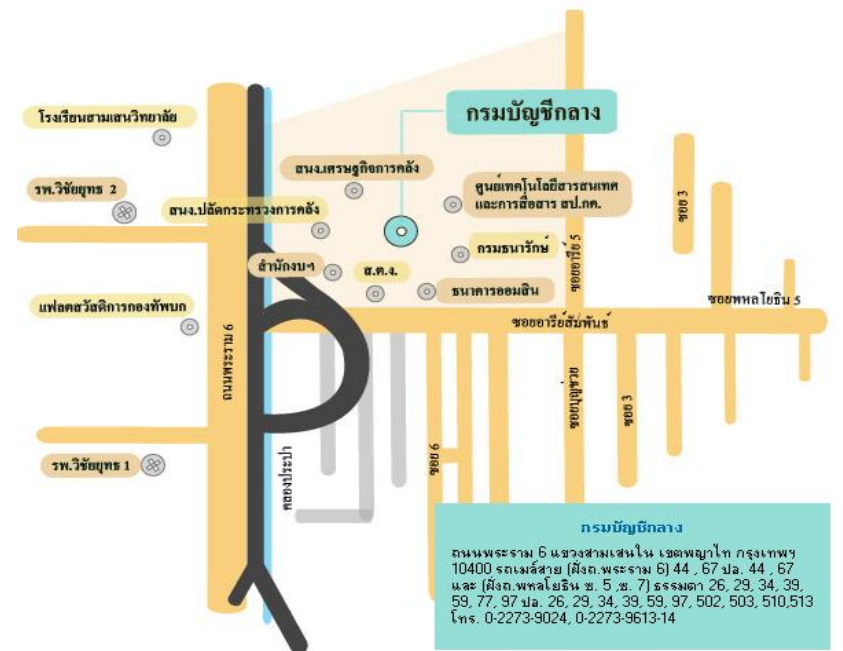 โรงเรียนสามเสนวิทยาลัย
กรมบัญชีกลาง
สนง.เศรษฐกิจการคลัง
รพ.วิชัยยุทธ 2
ศูนย์เทคโนโลยีสารสนเทศ
และการสื่อสาร สป.กค.
สนง.ปลัดกระทรวงการคลัง
ซอย 3
กรมธนารักษ์
ซอยอารีย์ 5
สำนักงบฯ
ส.ต.ง.
ธนาคารออมสิน
แฟลตสวัสดิการกองทัพบก
ซอยพหลโยธิน 5
ซอยอารีย์สัมพันธ์
ถนนพระราม 6
ซอย 3
รพ.วิชัยยุทธ 1
คลองประปา
ซอย 6
กรมบัญชีกลาง
ถนนพระราม 6 แขวงสามเสนใน เขตพญาไท กรุงเทพฯ
10400 รถเมล์สาย (ฝั่งถ.พระราม 6) 44 , 67 ปอ. 44 , 67
และ (ฝั่งถ.พหลโยธิน ซ. 5 ,ซ. 7) ธรรมดา 26, 29, 34, 39,
59, 77, 97 ปอ. 26, 29, 34, 39, 59, 97, 502, 503, 510,513
โทร. 0-2273-9024, 0-2273-9613-14